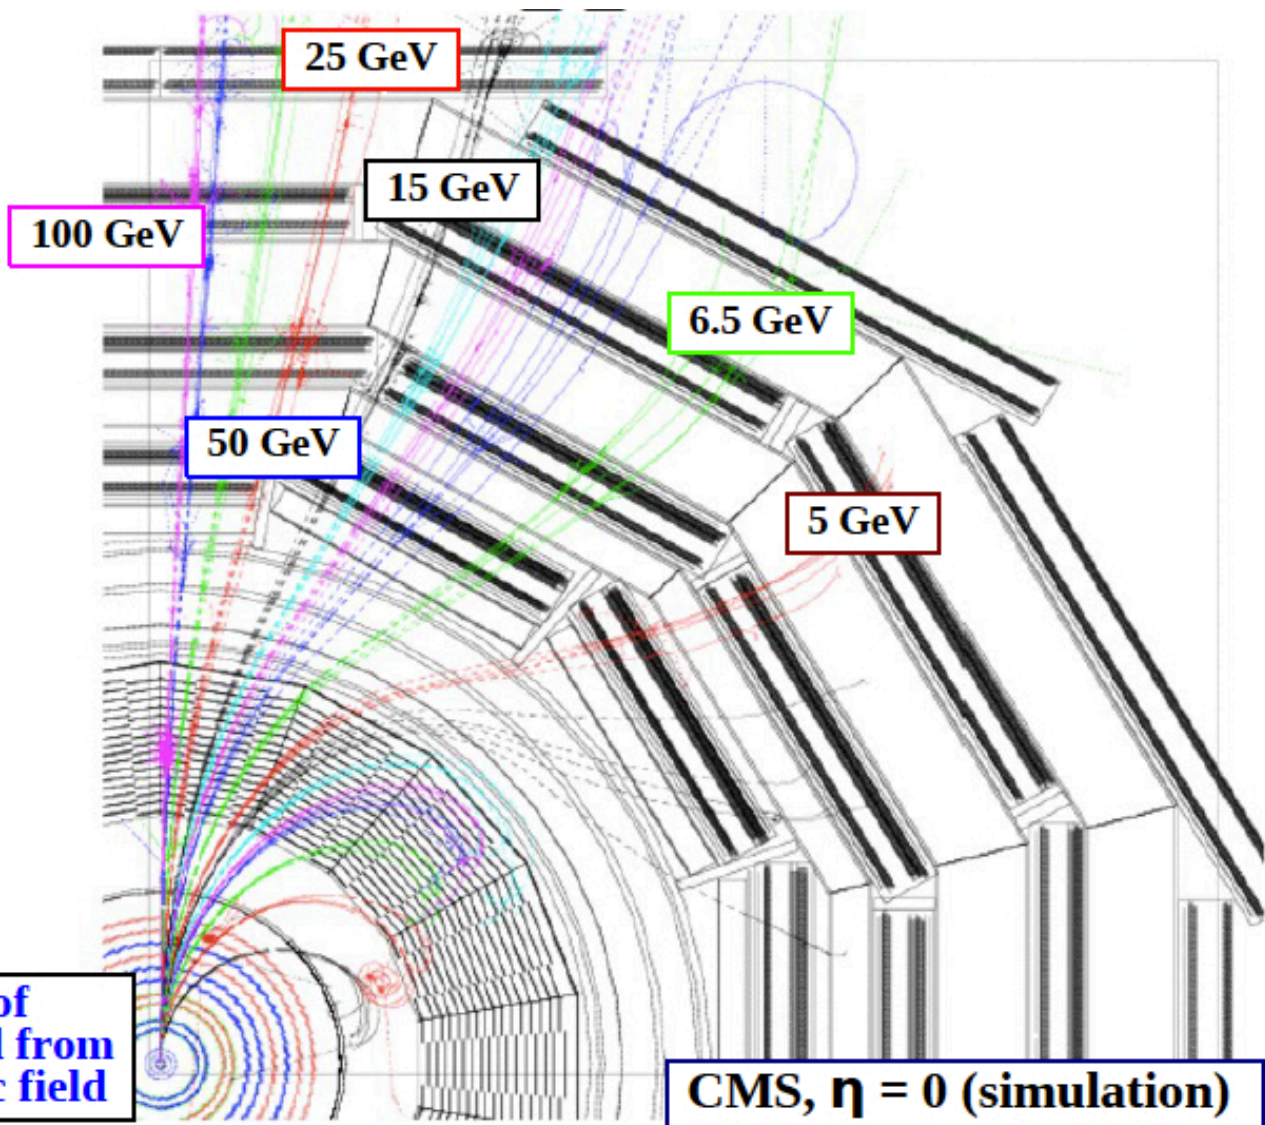 25 GeV
15 GeV
100 GeV
6.5 GeV
50 GeV
5 GeV
of
from
field
CMS, η = 0 (simulation)